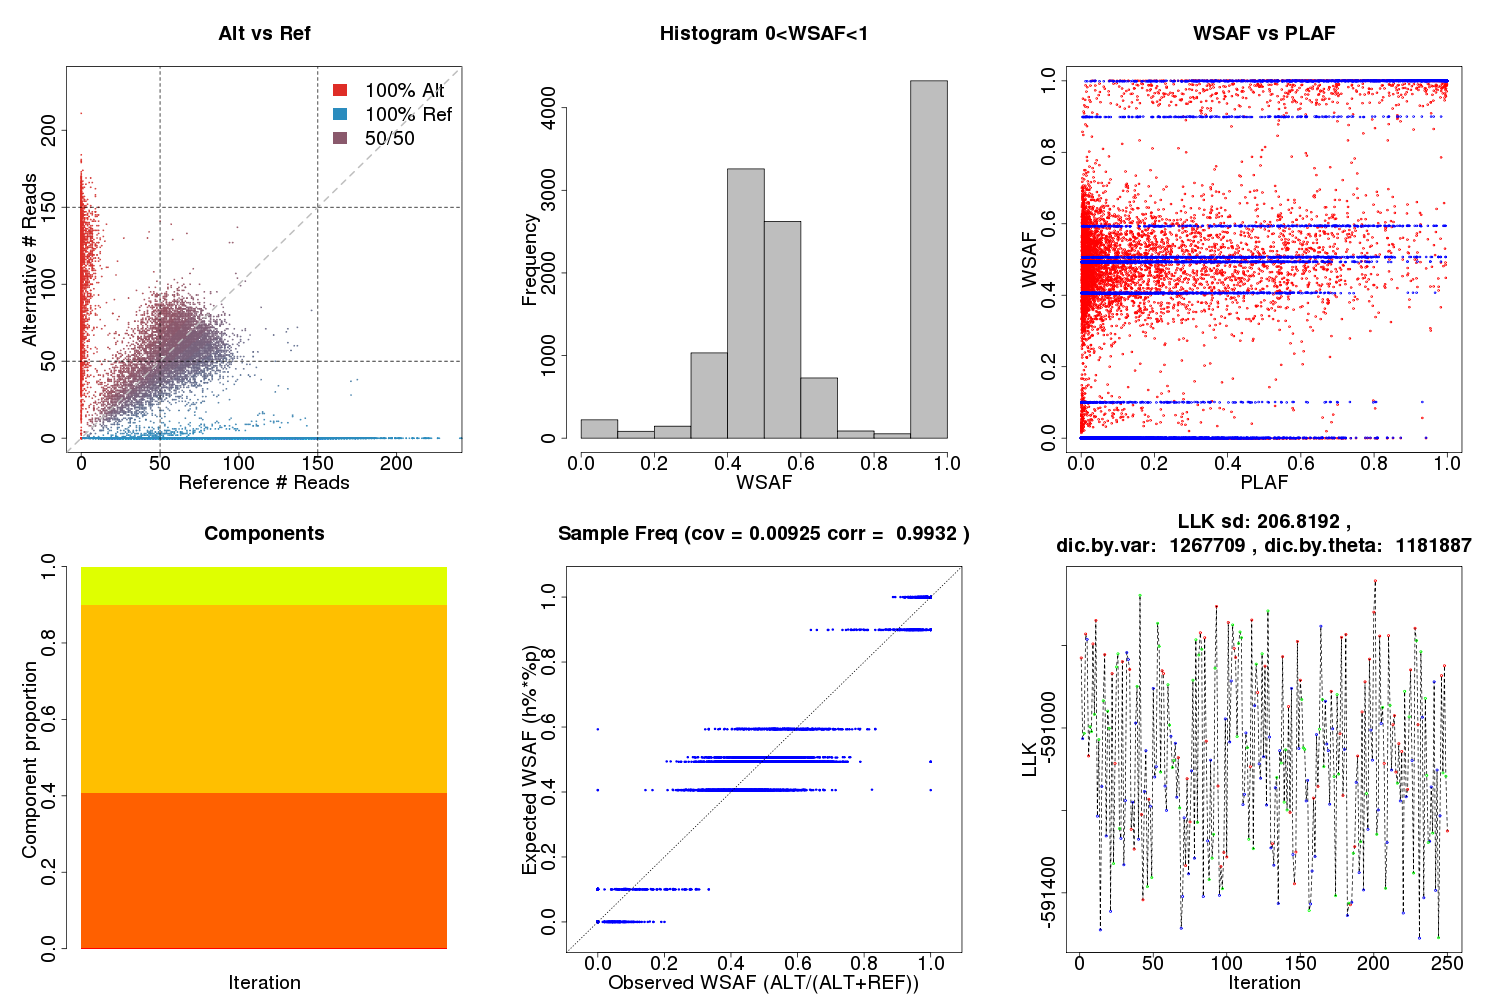 Alt vs Ref
100% Alt
100% Ref
50/50
Alternative # Reads
0 50 100 150 200
0 50 100 150 200
Reference # Reads
Histogram 0<WSAF<1
Frequency
0 1000 2000 3000 4000
0.0 0.2 0.4 0.6 0.8 1.0
WSAF
WSAF vs PLAF
WSAF
0.0 0.2 0.4 0.6 0.8 1.0
0.0 0.2 0.4 0.6 0.8 1.0
PLAF
Components
Component proportion
0.0 0.2 0.4 0.6 0.8 1.0
Iteration
Sample Freq (cov = 0.00925 corr = 0.9932 )
Expected WSAF (h%*%p)
0.0 0.2 0.4 0.6 0.8 1.0
0.0 0.2 0.4 0.6 0.8 1.0
Observed WSAF (ALT/(ALT+REF))
LLK sd: 206.8192 ,
dic.by.var: 1267709 , dic.by.theta: 1181887
LLK
-591400 -591000
0 50 100 150 200 250
Iteration